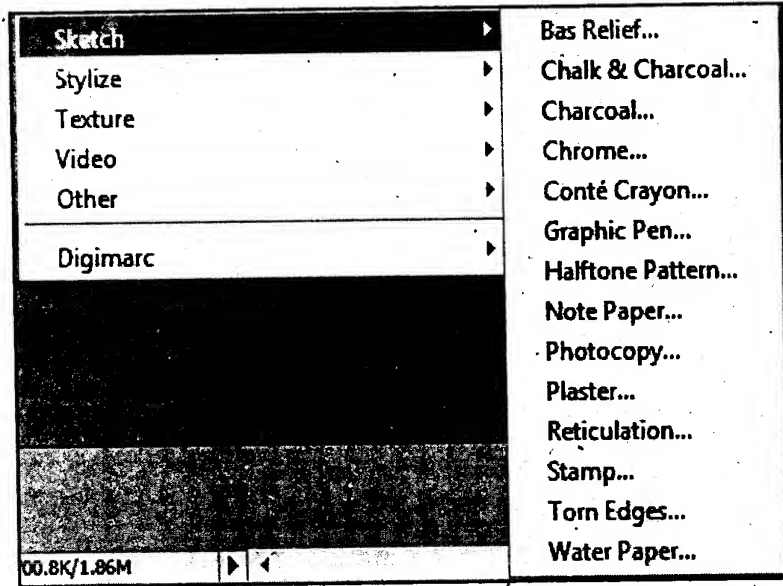 Sketch
Stylize
Texture
Video
Other
Digimarc
00.8K/1.86M
Bas Relief...
Chalk & Charcoal...
Charcoal...
Chrome...
Conté Crayon...
Graphic Pen...
Halftone Pattern...
Note Paper...
Photocopy...
Plaster...
Reticulation...
Stamp...
Torn Edges...
Water Paper...